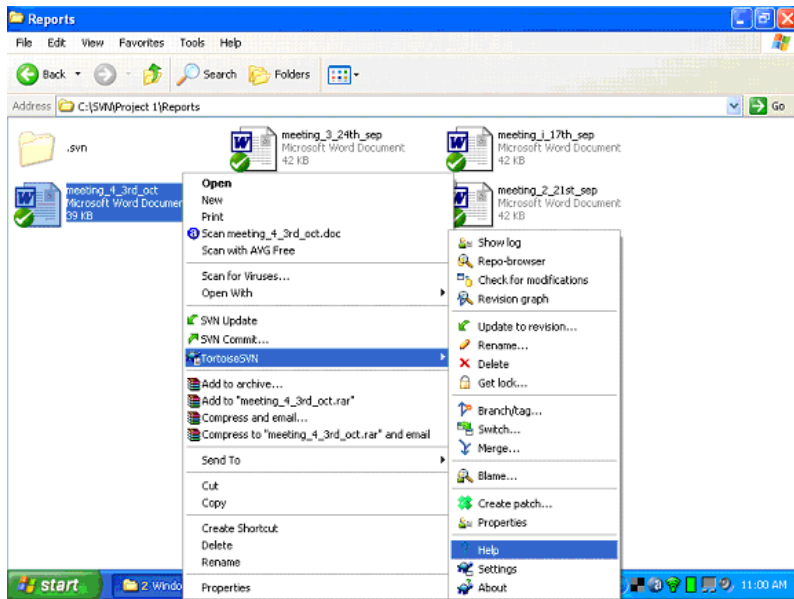 Reports
File Edit View Favorites Tools Help
Back Search Folders
Address C:\SVN\Project 1\Reports Go
.svn
meeting_3_24th_sep
Microsoft Word Document
42 KB
meeting_i_17th_sep
Microsoft Word Document
42 KB
meeting_4_3rd_oct
Microsoft Word Documen
39 KB
meeting_2_21st_sep
Microsoft Word Document
42 KB
Open
New
Print
Scan meeting_4_3rd_oct.doc
Scan with AVG Free
Scan for Viruses...
Open With
SVN Update
SVN Commit...
TortoiseSVN
Add to archive...
Add to "meeting_4_3rd_oct.rar"
Compress and email...
Compress to "meeting_4_3rd_oct.rar" and email
Send To
Cut
Copy
Create Shortcut
Delete
Rename
Properties
Show log
Repo-browser
Check for modifications
Revision graph
Update to revision...
Rename...
Delete
Get lock...
Branch/tag...
Switch...
Merge...
Blame...
Create patch...
Properties
Help
Settings
About
start
2 Windo
11:00 AM